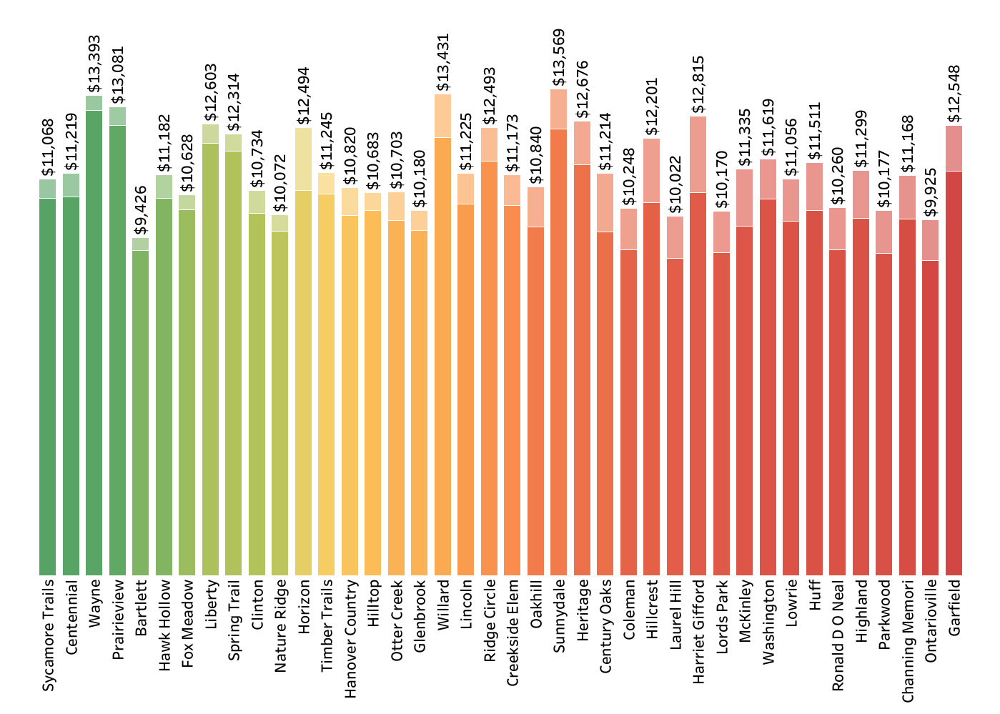 $11,068
$11,219
$13,393
$13,081
$9,426
$11,182
$10,628
$12,603
$12,314
$10,734
$10,072
$12,494
$11,245
$10,820
$10,683
$10,703
$10,180
$13,431
$11,225
$12,493
$11,173
$10,840
$13,569
$12,676
$11,214
$10,248
$12,201
$10,022
$12,815
$10,170
$11,335
$11,619
$11,056
$11,511
$10,260
$11,299
$10,177
$11,168
$9,925
$12,548
Sycamore Trails
Centennial
Wayne
Prairieview
Bartlett
Hawk Hollow
Fox Meadow
Liberty
Spring Trail
Clinton
Nature Ridge
Horizon
Timber Trails
Hanover Country
Hilltop
Otter Creek
Glenbrook
Willard
Lincoln
Ridge Circle
Creekside Elem
Oakhill
Sunnydale
Heritage
Century Oaks
Coleman
Hillcrest
Laurel Hill
Harriet Gifford
Lords Park
McKinley
Washington
Lowrie
Huff
Ronald D O Neal
Highland
Parkwood
Channing Memori
Ontarioville
Garfield